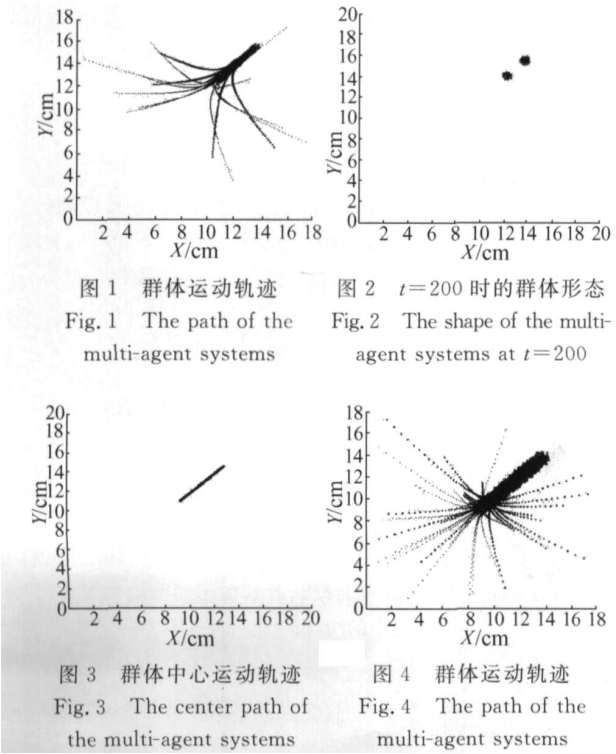 18
16
14
12
10
8
6
4
2
0
Y/cm
2 4 6 8 10 12 14 16 18
X/cm
图 1 群体运动轨迹
Fig. 1 The path of the
multi-agent systems
20
18
16
14
12
10
8
6
4
2
0
Y/cm
2 4 6 8 10 12 14 16 18 20
X/cm
图 2 t=200 时的群体形态
Fig. 2 The shape of the multi-
agent systems at t=200
20
18
16
14
12
10
8
6
4
2
0
Y/cm
2 4 6 8 10 12 14 16 18 20
X/cm
图 3 群体中心运动轨迹
Fig. 3 The center path of
the multi-agent systems
18
16
14
12
10
8
6
4
2
0
Y/cm
2 4 6 8 10 12 14 16 18
X/cm
图 4 群体运动轨迹
Fig. 4 The path of the
multi-agent systems